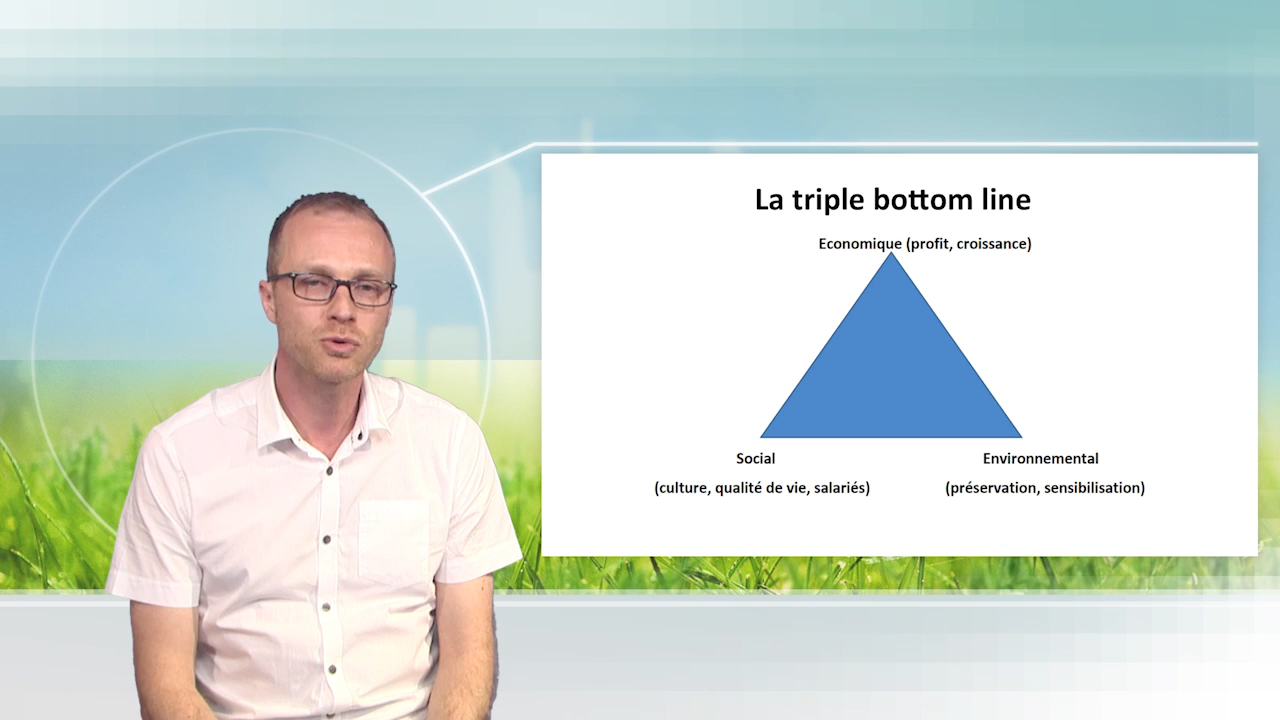 La triple bottom line
Economique (profit, croissance)
Social
Environnemental
(culture, qualité de vie, salariés)
(préservation, sensibilisation)